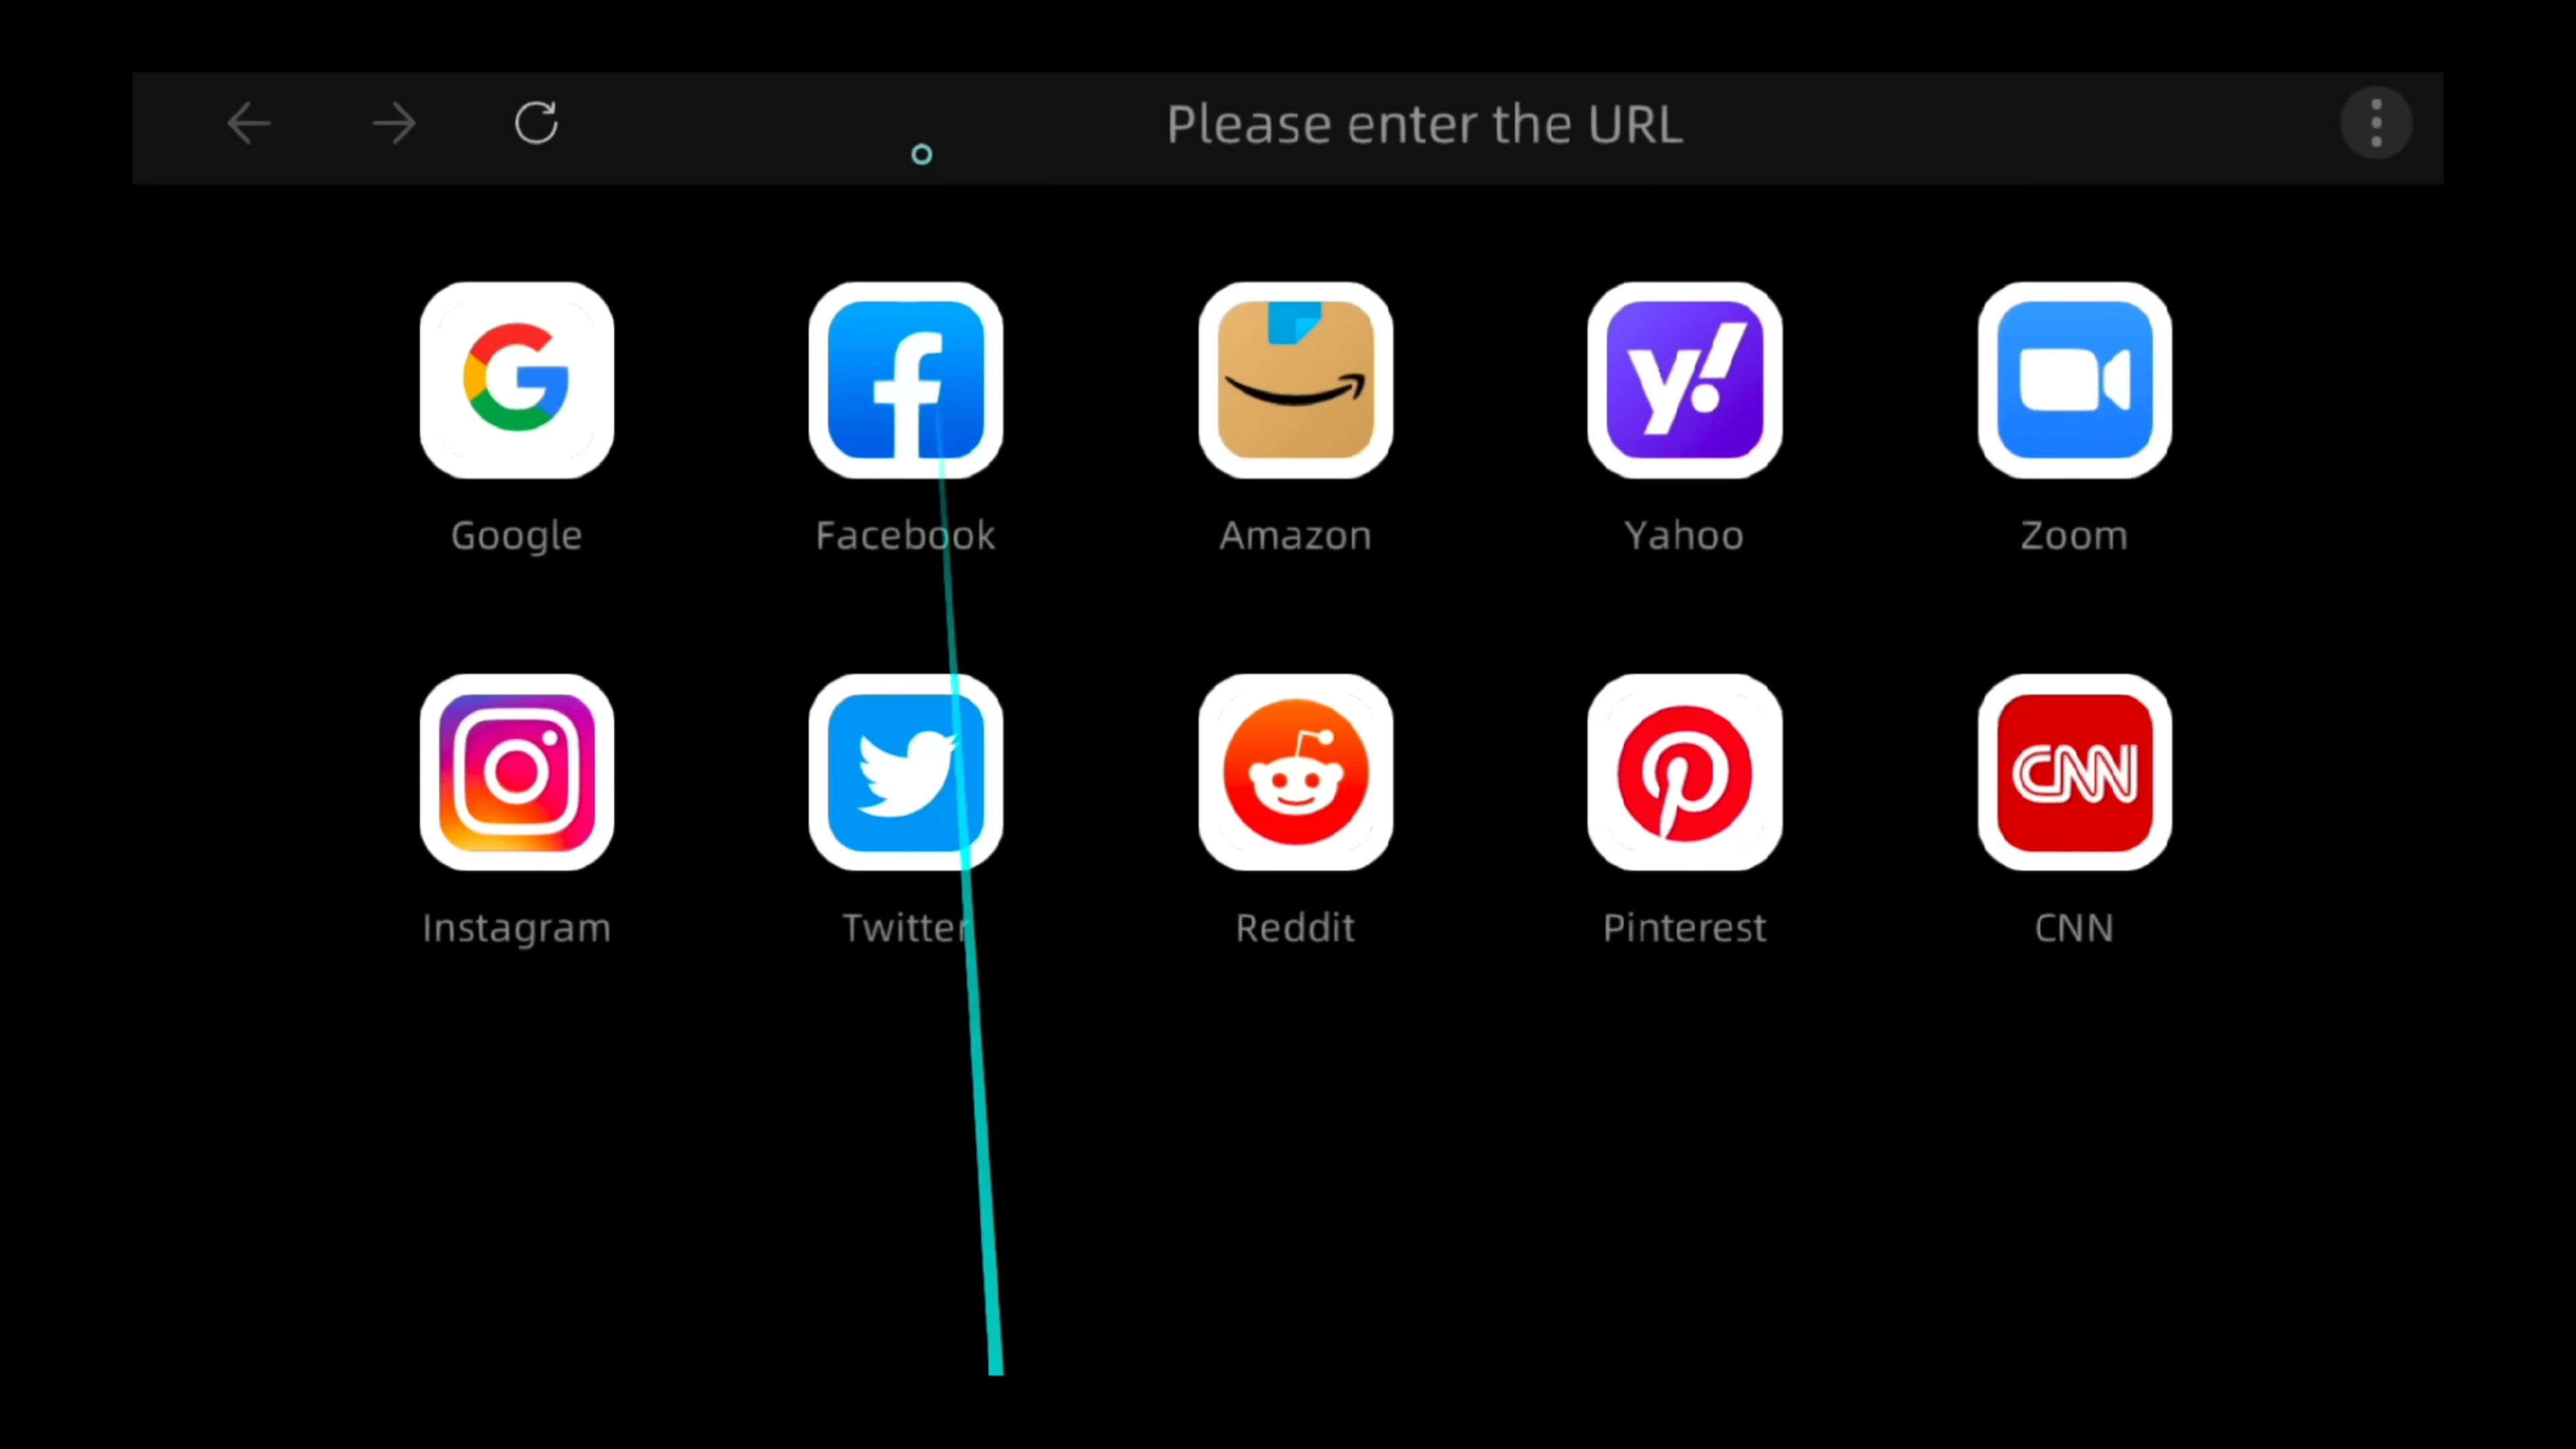 Please enter the URL
Google Facebook Amazon Yahoo Zoom
Instagram Twitter Reddit Pinterest CNN